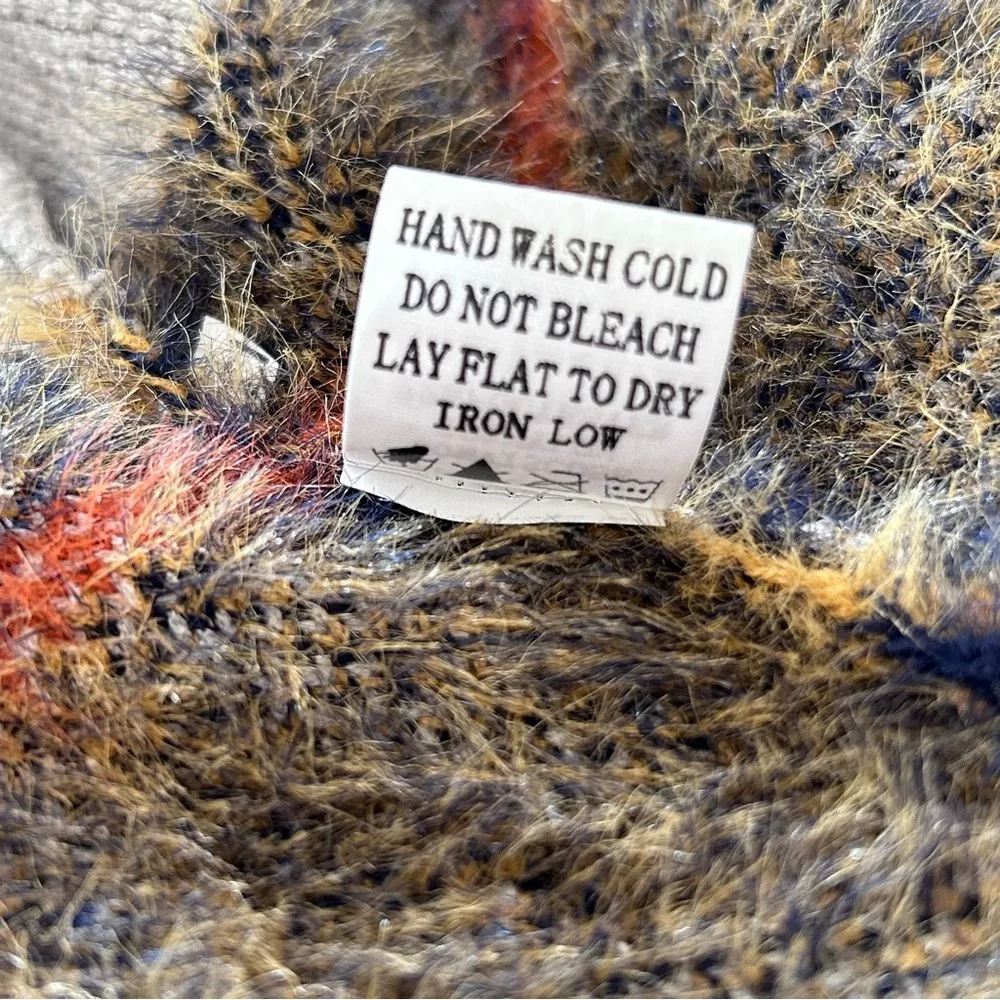 HAND WASH COLD
DO NOT BLEACH
LAY FLAT TO DRY
IRON LOW